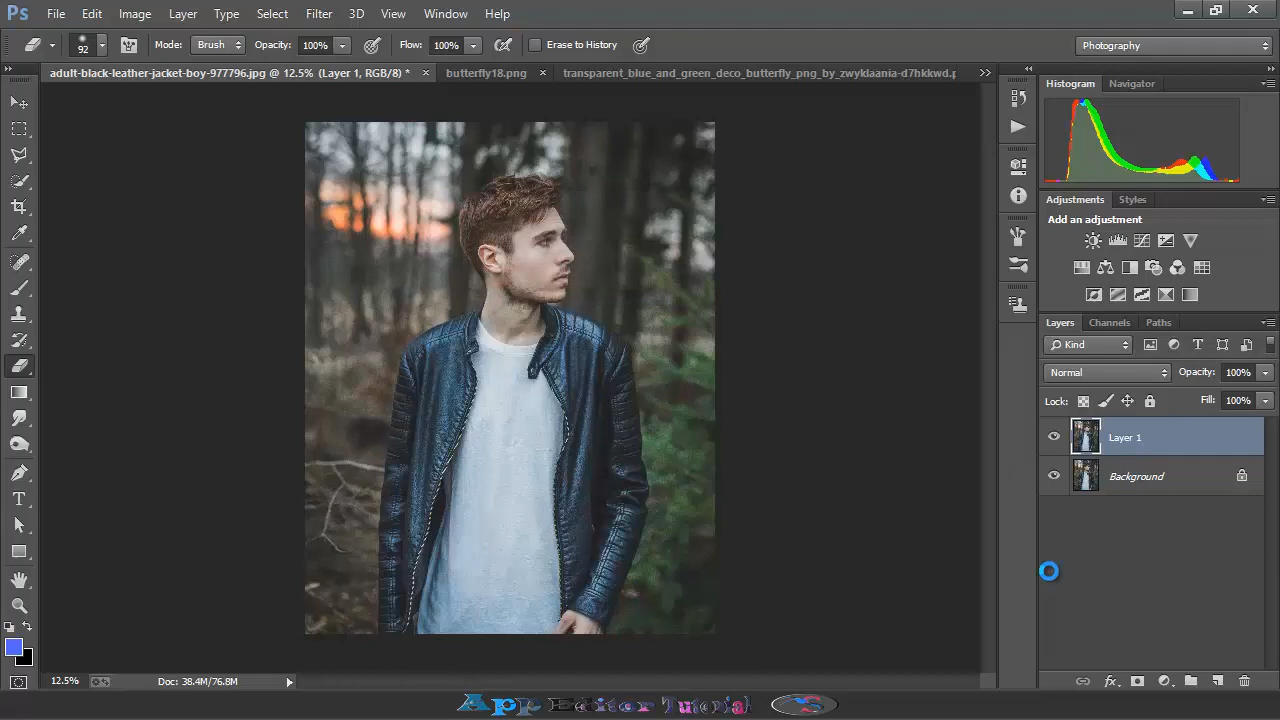 Ps File Edit Image Layer Type Select Filter 3D View Window Help
92 Mode: Brush Opacity: 100% Flow: 100% Erase to History Photography
adult-black-leather-jacket-boy-977796.jpg @ 12.5% (Layer 1, RGB/8) * × butterfly18.png × transparent_blue_and_green_deco_butterfly_png_by_zwyklaania-d7hkkwd.p
Histogram Navigator
Adjustments Styles
Add an adjustment
Layers Channels Paths
Kind
Normal Opacity: 100%
Lock: Fill: 100%
Layer 1
Background
12.5% Doc: 38.4M/76.8M
App Editor Tutorial